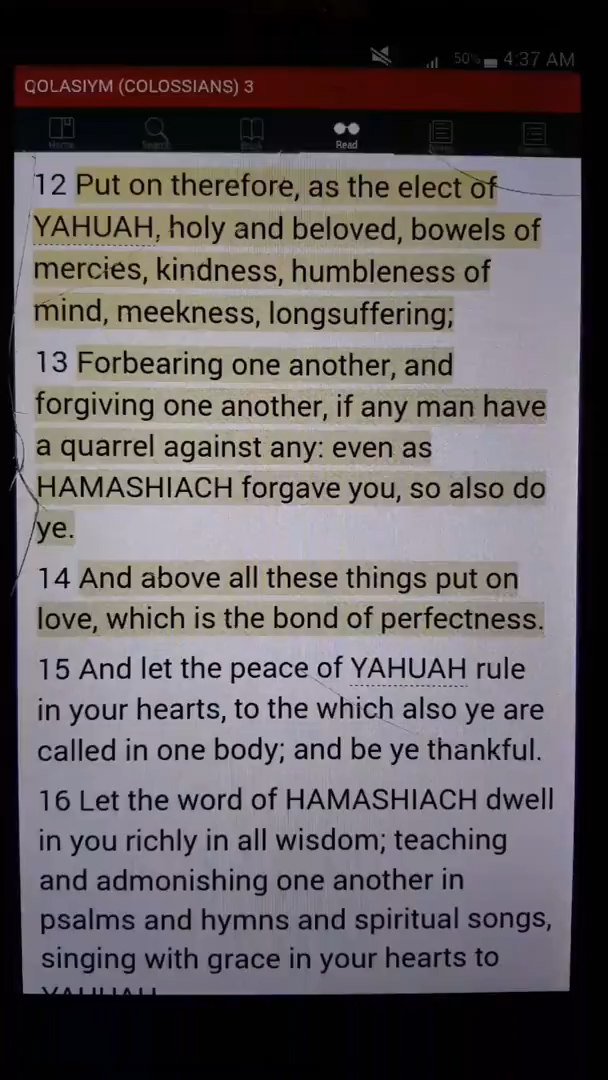 50% 4:37 AM
QOLASIYM (COLOSSIANS) 3
Home Search Book Read
12 Put on therefore, as the elect of
YAHUAH, holy and beloved, bowels of
mercies, kindness, humbleness of
mind, meekness, longsuffering;
13 Forbearing one another, and
forgiving one another, if any man have
a quarrel against any: even as
HAMASHIACH forgave you, so also do
ye.
14 And above all these things put on
love, which is the bond of perfectness.
15 And let the peace of YAHUAH rule
in your hearts, to the which also ye are
called in one body; and be ye thankful.
16 Let the word of HAMASHIACH dwell
in you richly in all wisdom; teaching
and admonishing one another in
psalms and hymns and spiritual songs,
singing with grace in your hearts to
YAHUAH